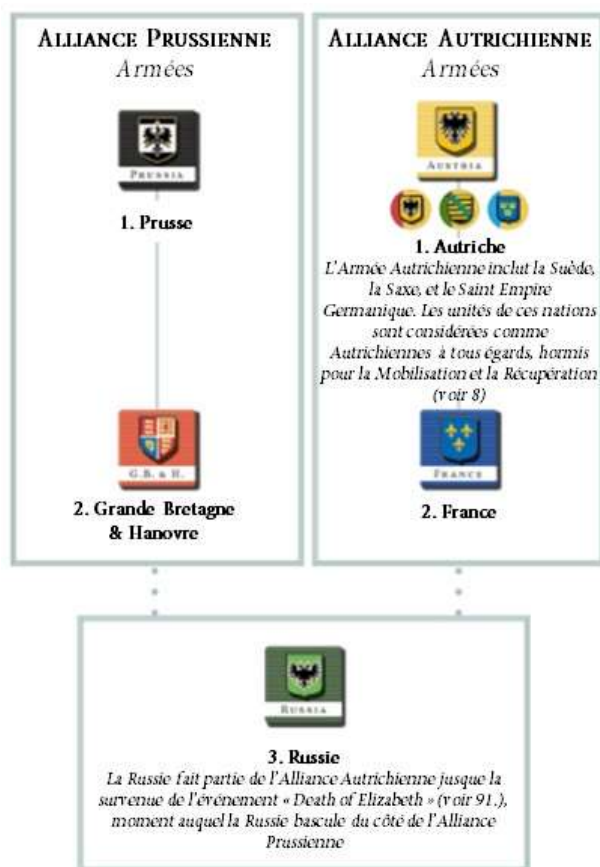 ALLIANCE PRUSSIENNE
Armées
PRUSSIA
1. Prusse
G.B. & H.
2. Grande Bretagne
& Hanovre
ALLIANCE AUTRICHIENNE
Armées
AUSTRIA
1. Autriche
L'Armée Autrichienne inclut la Suède,
la Saxe, et le Saint Empire
Germanique. Les unités de ces nations
sont considérées comme
Autrichiennes à tous égards, hormis
pour la Mobilisation et la Récupération
(voir 8)
FRANCE
2. France
RUSSIA
3. Russie
La Russie fait partie de l'Alliance Autrichienne jusque la
survenue de l'événement « Death of Elizabeth » (voir 91.),
moment auquel la Russie bascule du côté de l'Alliance
Prussienne